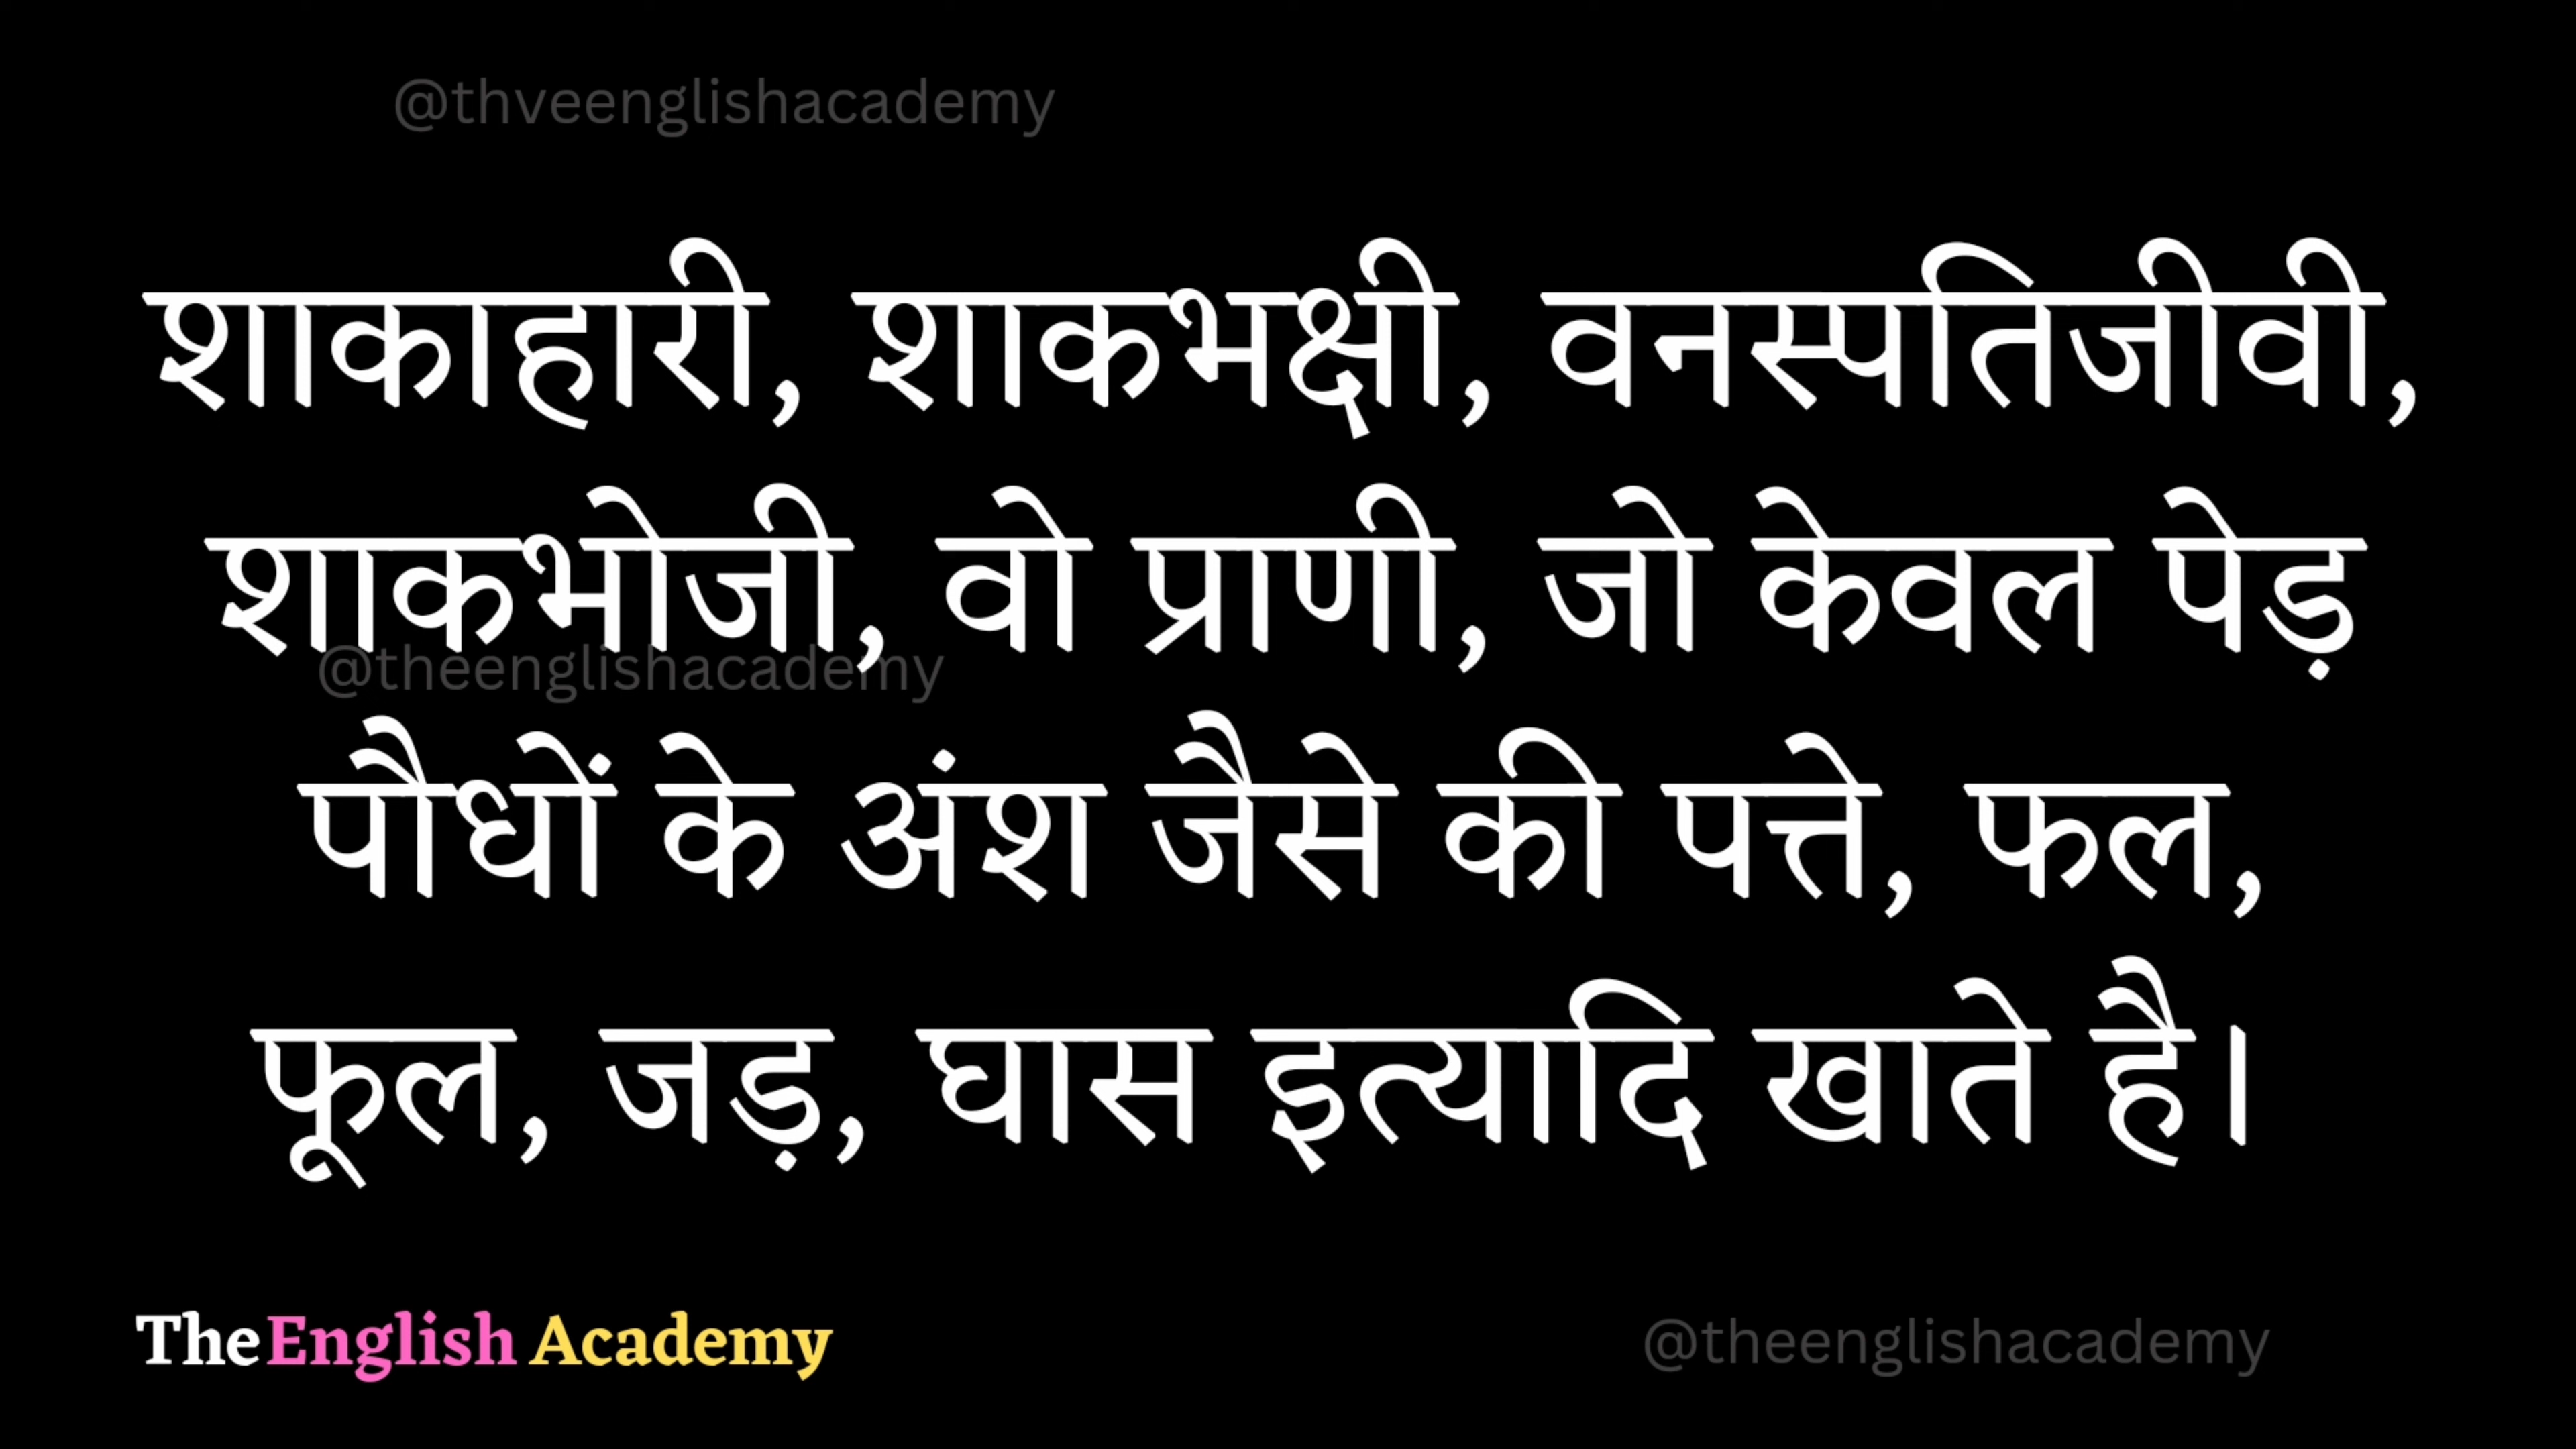 @thveenglishacademy
शाकाहारी, शाकभक्षी, वनस्पतिजीवी,
शाकभोजी, वो प्राणी, जो केवल पेड़
@theenglishacademy
पौधों के अंश जैसे की पत्ते, फल,
फूल, जड़, घास इत्यादि खाते है।
The English Academy
@theenglishacademy